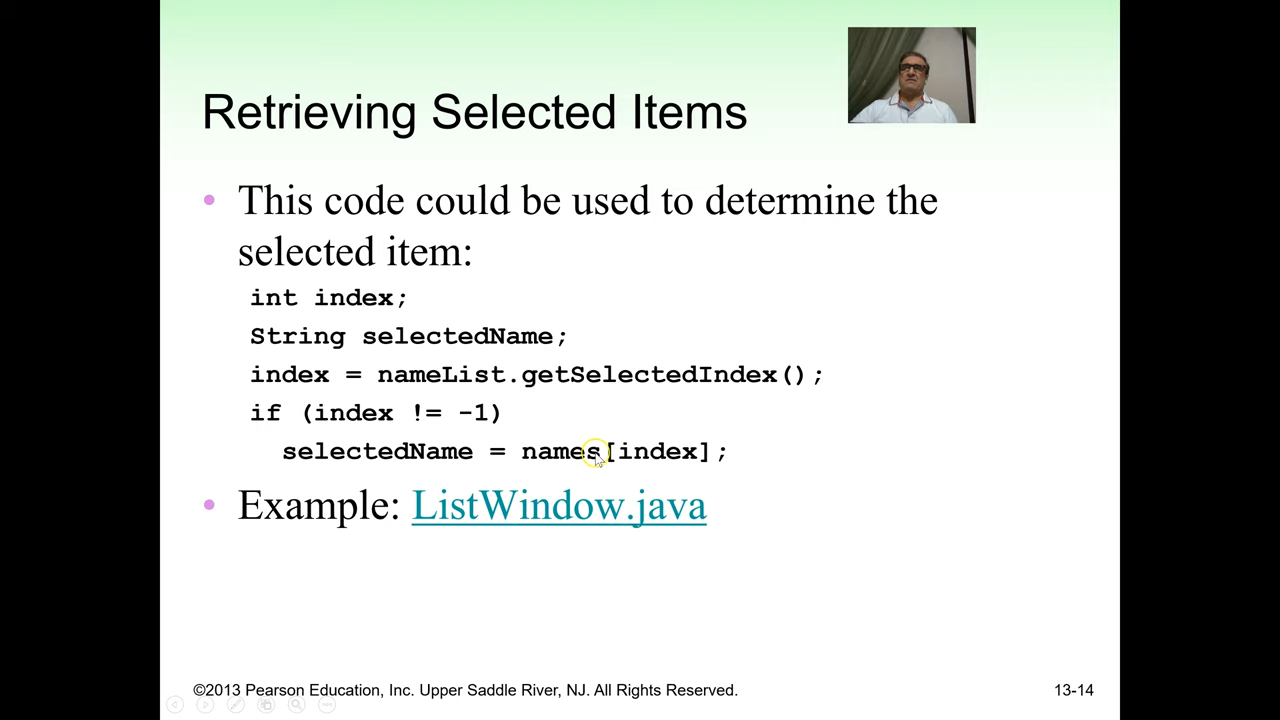 Retrieving Selected Items
• This code could be used to determine the
selected item:
int index;
String selectedName;
index = nameList.getSelectedIndex();
if (index != -1)
selectedName = names[index];
• Example: ListWindow.java
©2013 Pearson Education, Inc. Upper Saddle River, NJ. All Rights Reserved.
13-14